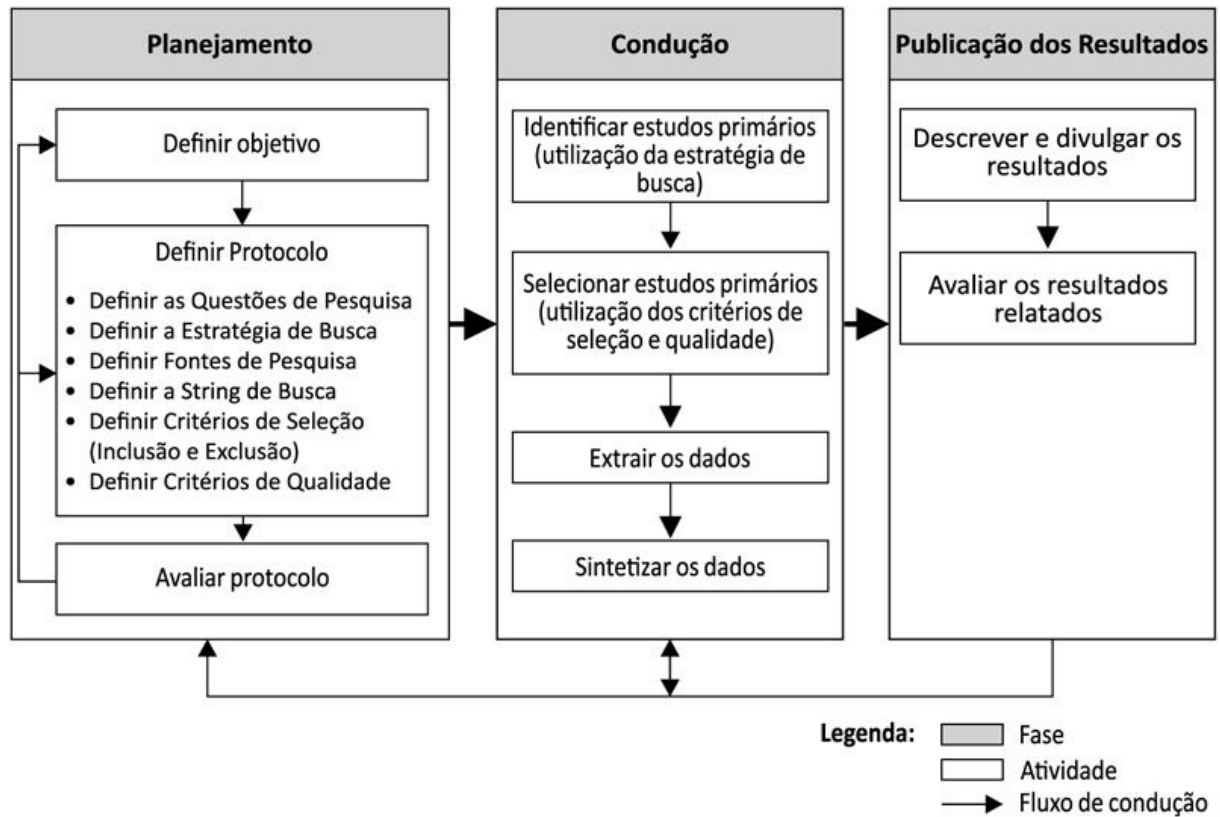 Planejamento
Definir objetivo
Definir Protocolo
• Definir as Questões de Pesquisa
• Definir a Estratégia de Busca
• Definir Fontes de Pesquisa
• Definir a String de Busca
• Definir Critérios de Seleção
(Inclusão e Exclusão)
• Definir Critérios de Qualidade
Avaliar protocolo
Condução
Identificar estudos primários
(utilização da estratégia de
busca)
Selecionar estudos primários
(utilização dos critérios de
seleção e qualidade)
Extrair os dados
Sintetizar os dados
Publicação dos Resultados
Descrever e divulgar os
resultados
Avaliar os resultados
relatados
Legenda:
Fase
Atividade
Fluxo de condução